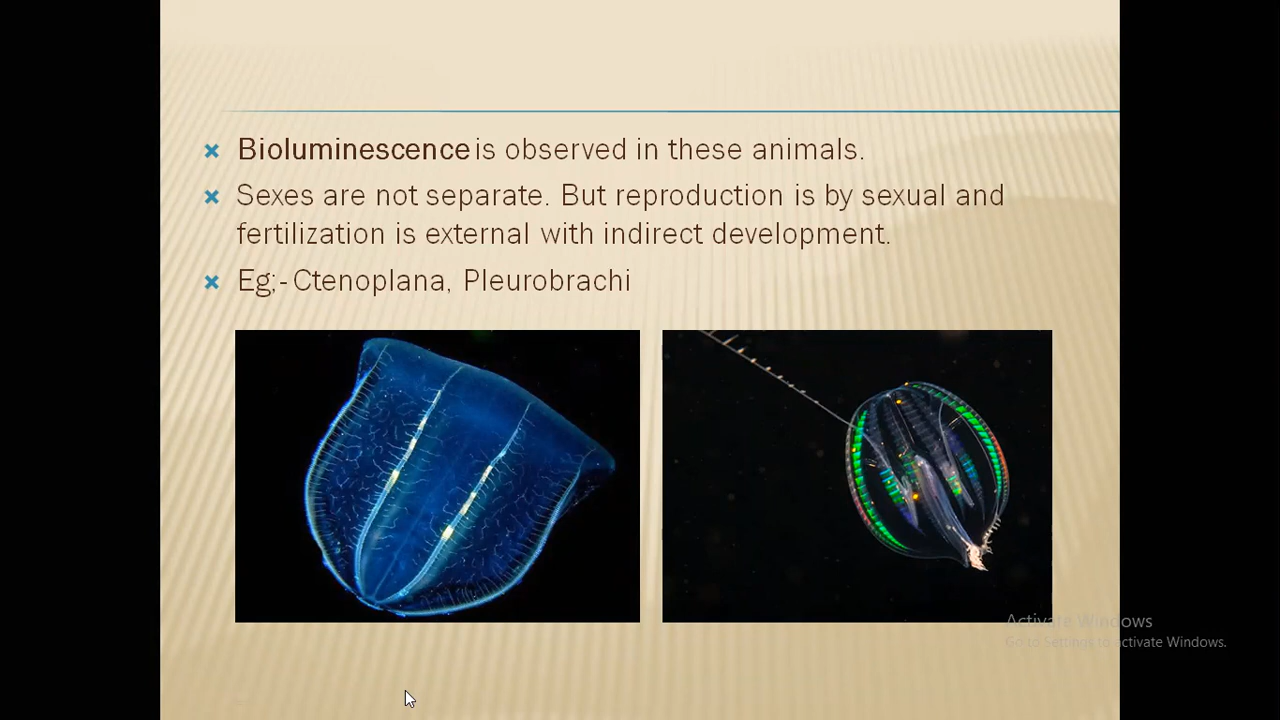 Bioluminescence is observed in these animals.
Sexes are not separate. But reproduction is by sexual and
fertilization is external with indirect development.
Eg;- Ctenoplana, Pleurobrachi
Activate Windows
Go to Settings to activate Windows.